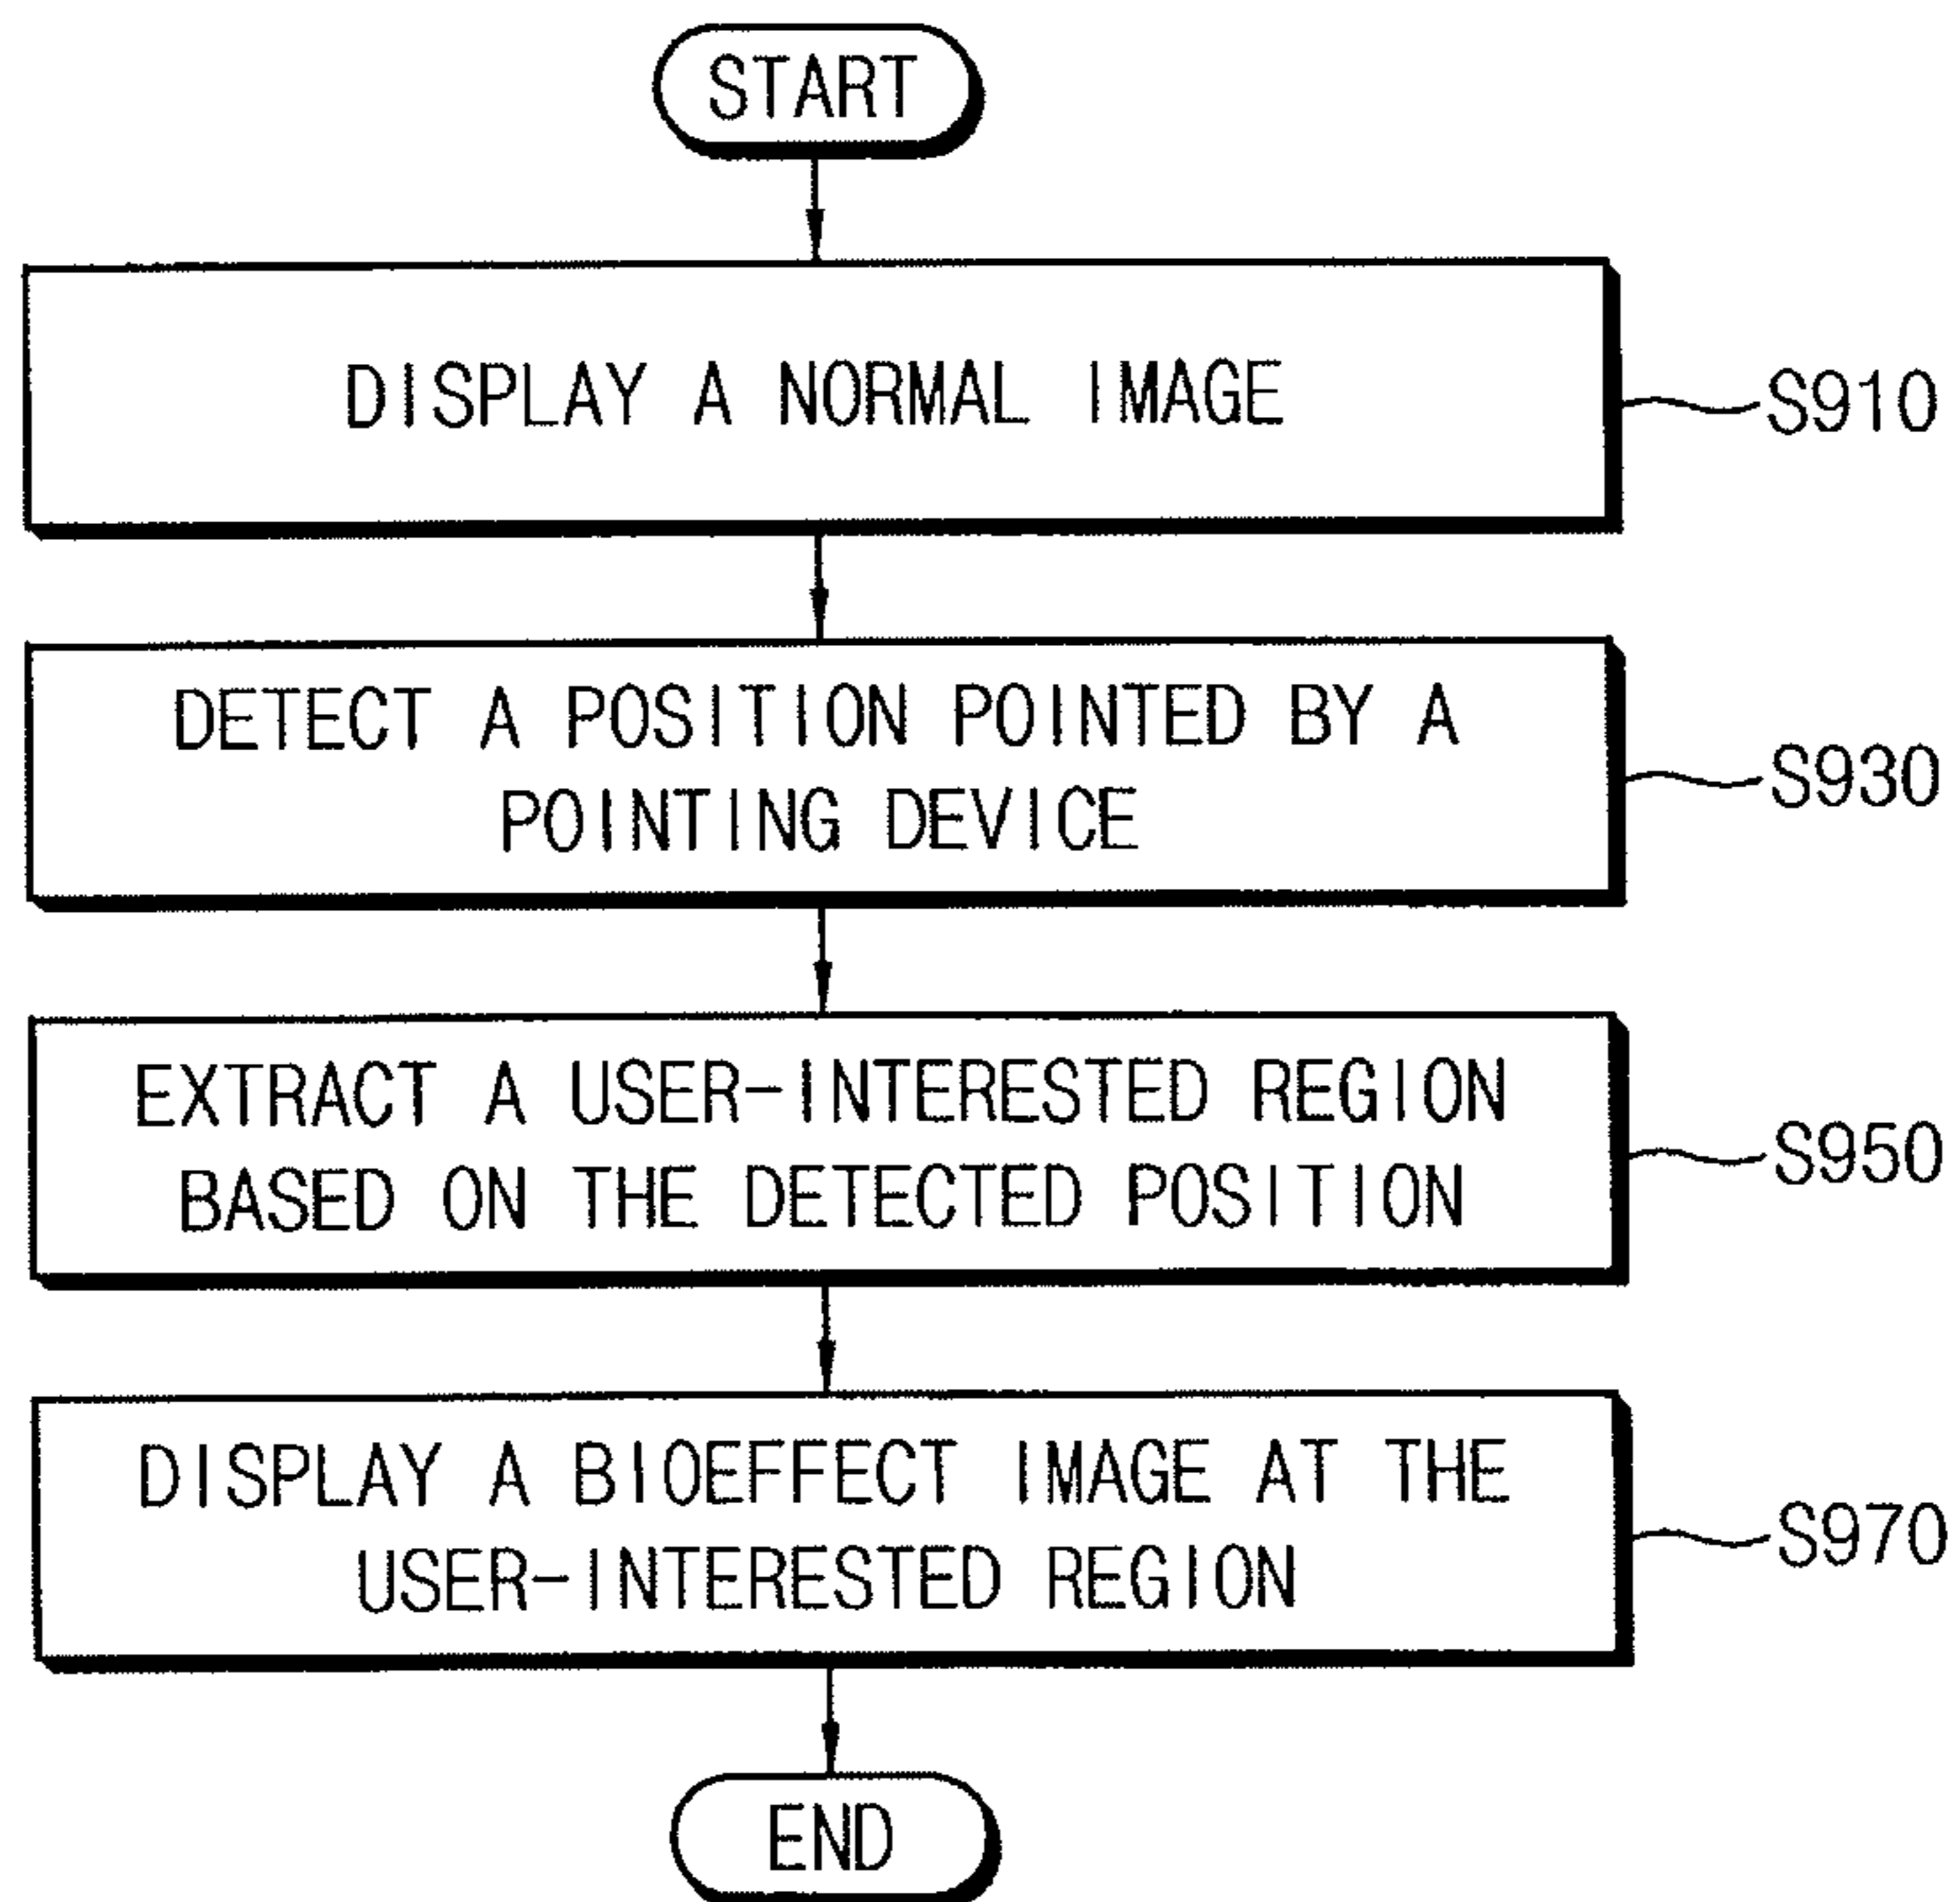 START
DISPLAY A NORMAL IMAGE
S910
DETECT A POSITION POINTED BY A
POINTING DEVICE
S930
EXTRACT A USER-INTERESTED REGION
BASED ON THE DETECTED POSITION
S950
DISPLAY A BIOEFFECT IMAGE AT THE
USER-INTERESTED REGION
S970
END